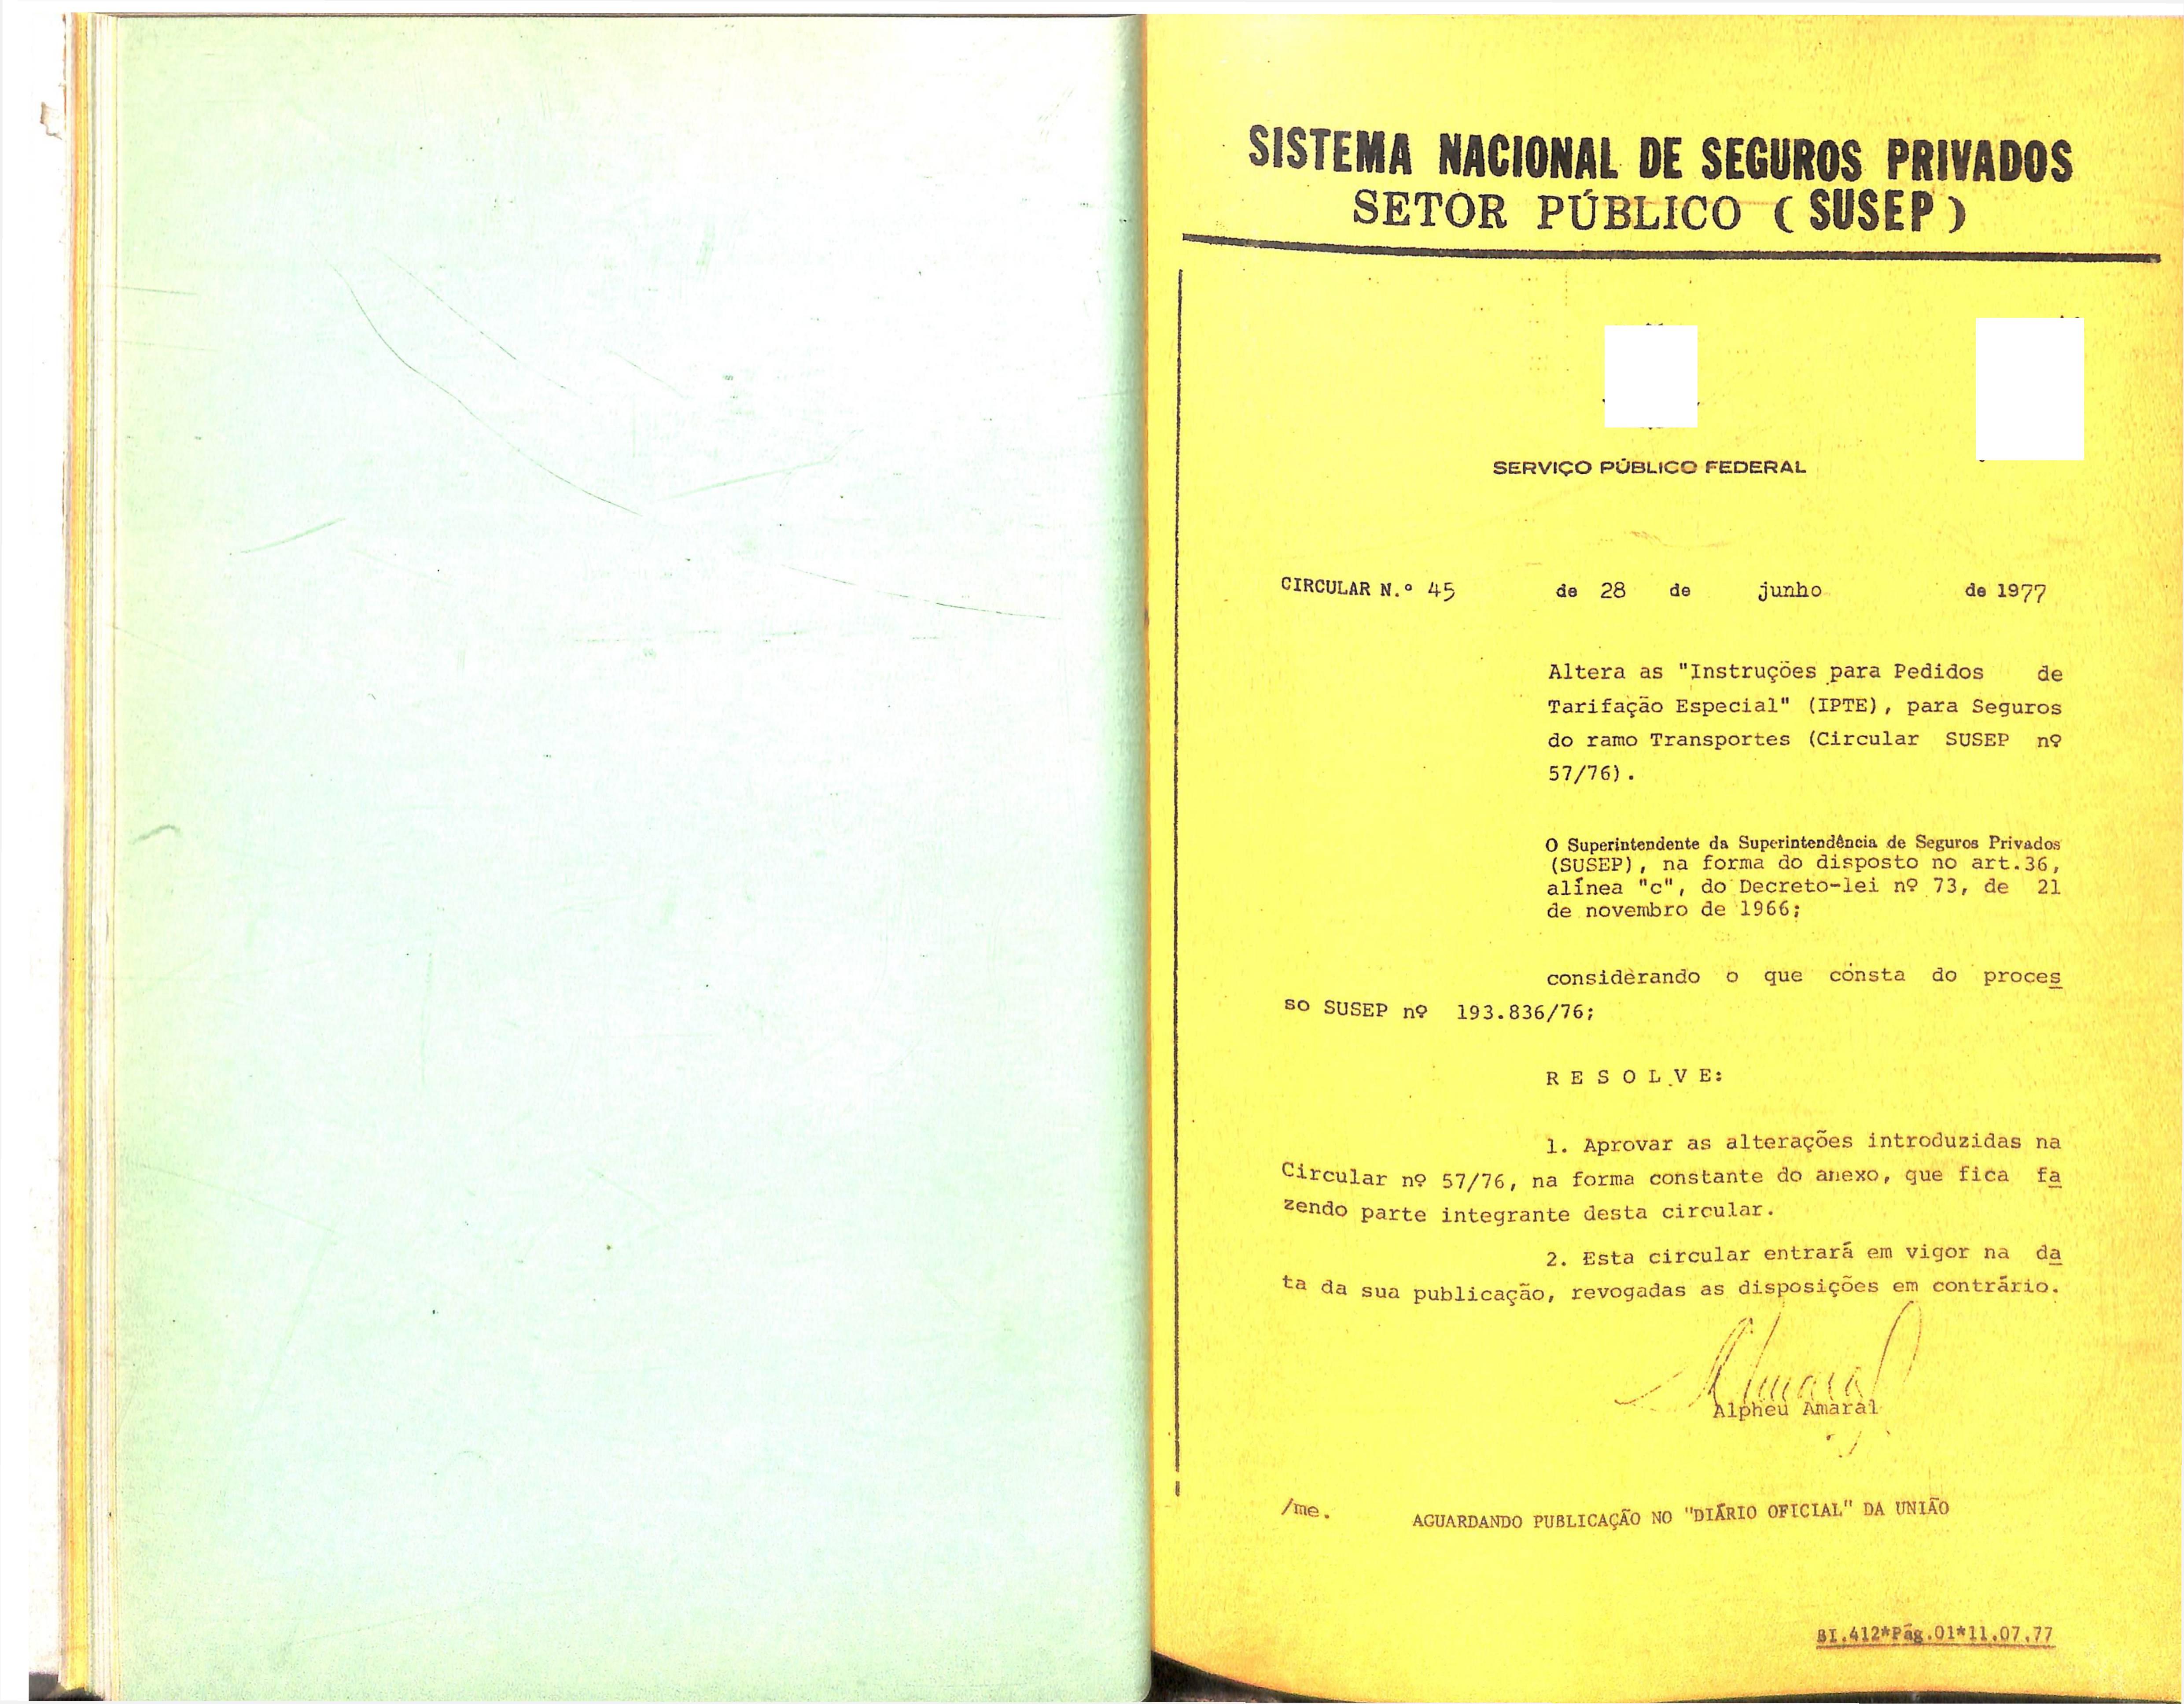 SISTEMA NACIONAL DE SEGUROS PRIVADOS
SETOR PÚBLICO (SUSEP)
SERVIÇO PÚBLICO FEDERAL
CIRCULAR N.º 45 de 28 de junho de 1977
Altera as "Instruções para Pedidos de
Tarifação Especial" (IPTE), para Seguros
do ramo Transportes (Circular SUSEP nº
57/76).
O Superintendente da Superintendência de Seguros Privados
(SUSEP), na forma do disposto no art.36,
alínea "c", do Decreto-lei nº 73, de 21
de novembro de 1966;
considerando o que consta do proces
so SUSEP nº 193.836/76;
R E S O L V E:
1. Aprovar as alterações introduzidas na
Circular nº 57/76, na forma constante do anexo, que fica fa
zendo parte integrante desta circular.
2. Esta circular entrará em vigor na da
ta da sua publicação, revogadas as disposições em contrário.
Amaral
Alpheu Amaral
/me. AGUARDANDO PUBLICAÇÃO NO "DIÁRIO OFICIAL" DA UNIÃO
BI.412*Pág.01*11.07.77